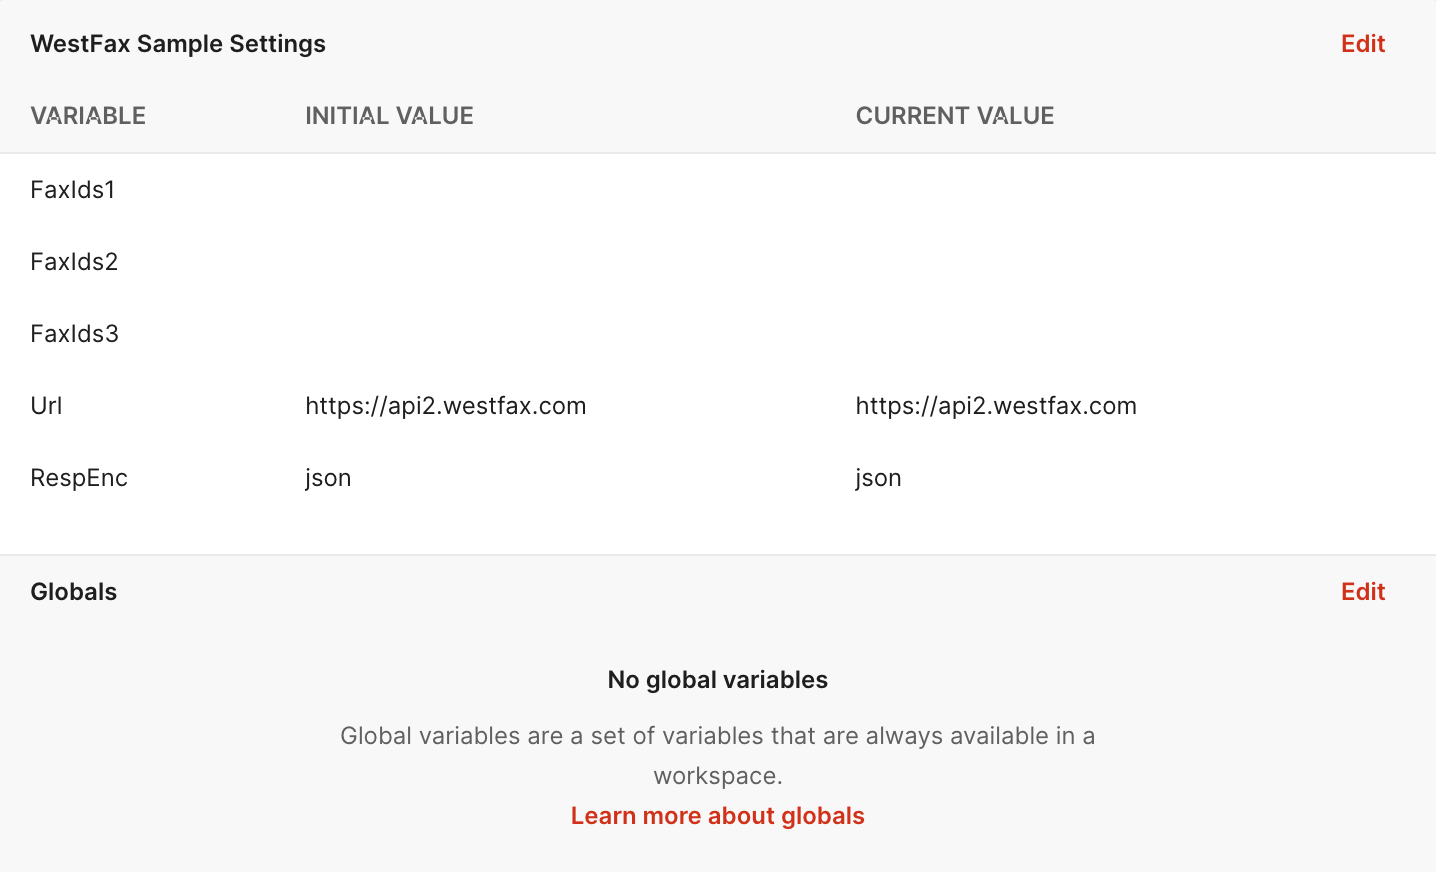 WestFax Sample Settings Edit
VARIABLE INITIAL VALUE CURRENT VALUE
FaxIds1
FaxIds2
FaxIds3
Url https://api2.westfax.com https://api2.westfax.com
RespEnc json json
Globals Edit
No global variables
Global variables are a set of variables that are always available in a
workspace.
Learn more about globals